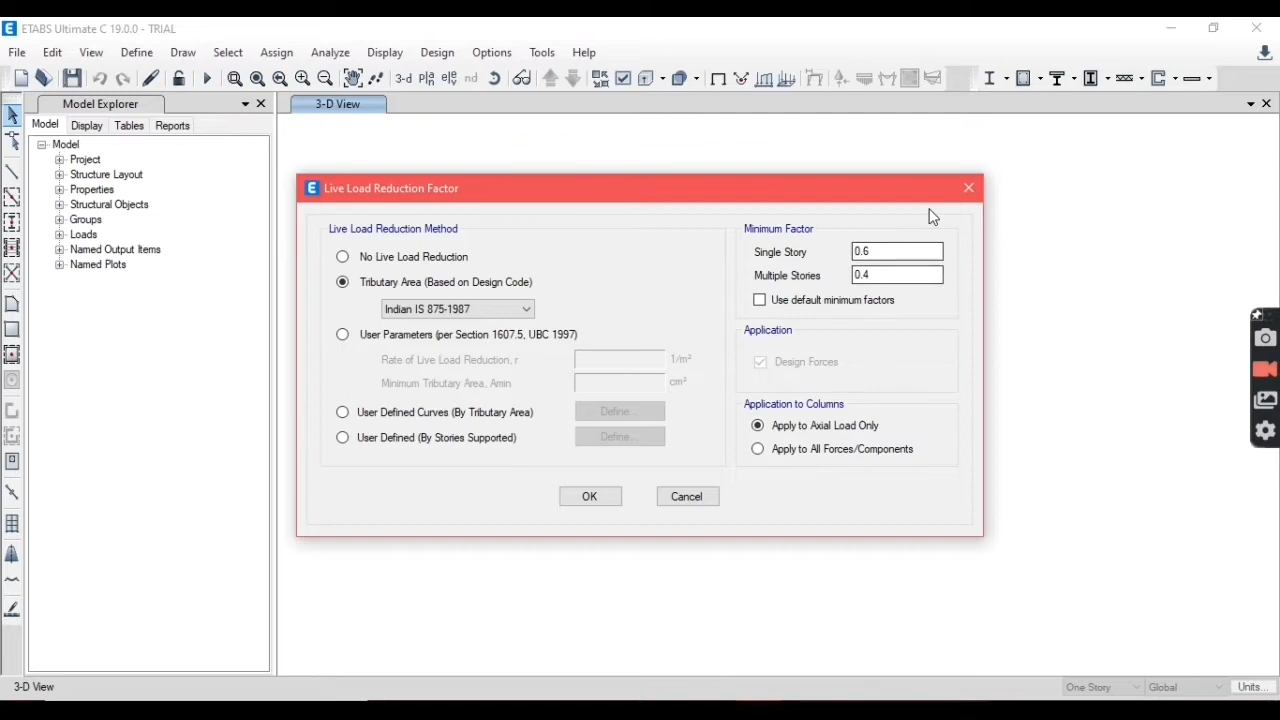 ETABS Ultimate C 19.0.0 - TRIAL
File Edit View Define Draw Select Assign Analyze Display Design Options Tools Help
3-d nd
Model Explorer
3-D View
Model Display Tables Reports
Model
Project
Structure Layout
Properties
Structural Objects
Groups
Loads
Named Output Items
Named Plots
Live Load Reduction Factor
Live Load Reduction Method
No Live Load Reduction
Tributary Area (Based on Design Code)
Indian IS 875-1987
User Parameters (per Section 1607.5, UBC 1997)
Rate of Live Load Reduction, r 1/m²
Minimum Tributary Area, Amin cm²
User Defined Curves (By Tributary Area) Define...
User Defined (By Stories Supported) Define...
Minimum Factor
Single Story 0.6
Multiple Stories 0.4
Use default minimum factors
Application
Design Forces
Application to Columns
Apply to Axial Load Only
Apply to All Forces/Components
OK Cancel
3-D View
One Story Global Units...